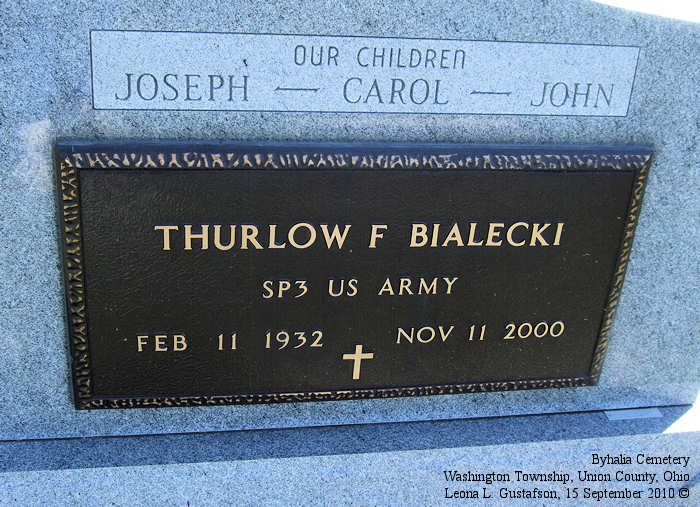 OUR CHILDREN
JOSEPH — CAROL — JOHN
THURLOW F BIALECKI
SP3 US ARMY
FEB 11 1932 NOV 11 2000
Byhalia Cemetery
Washington Township, Union County, Ohio
Leona L. Gustafson, 15 September 2010 ©